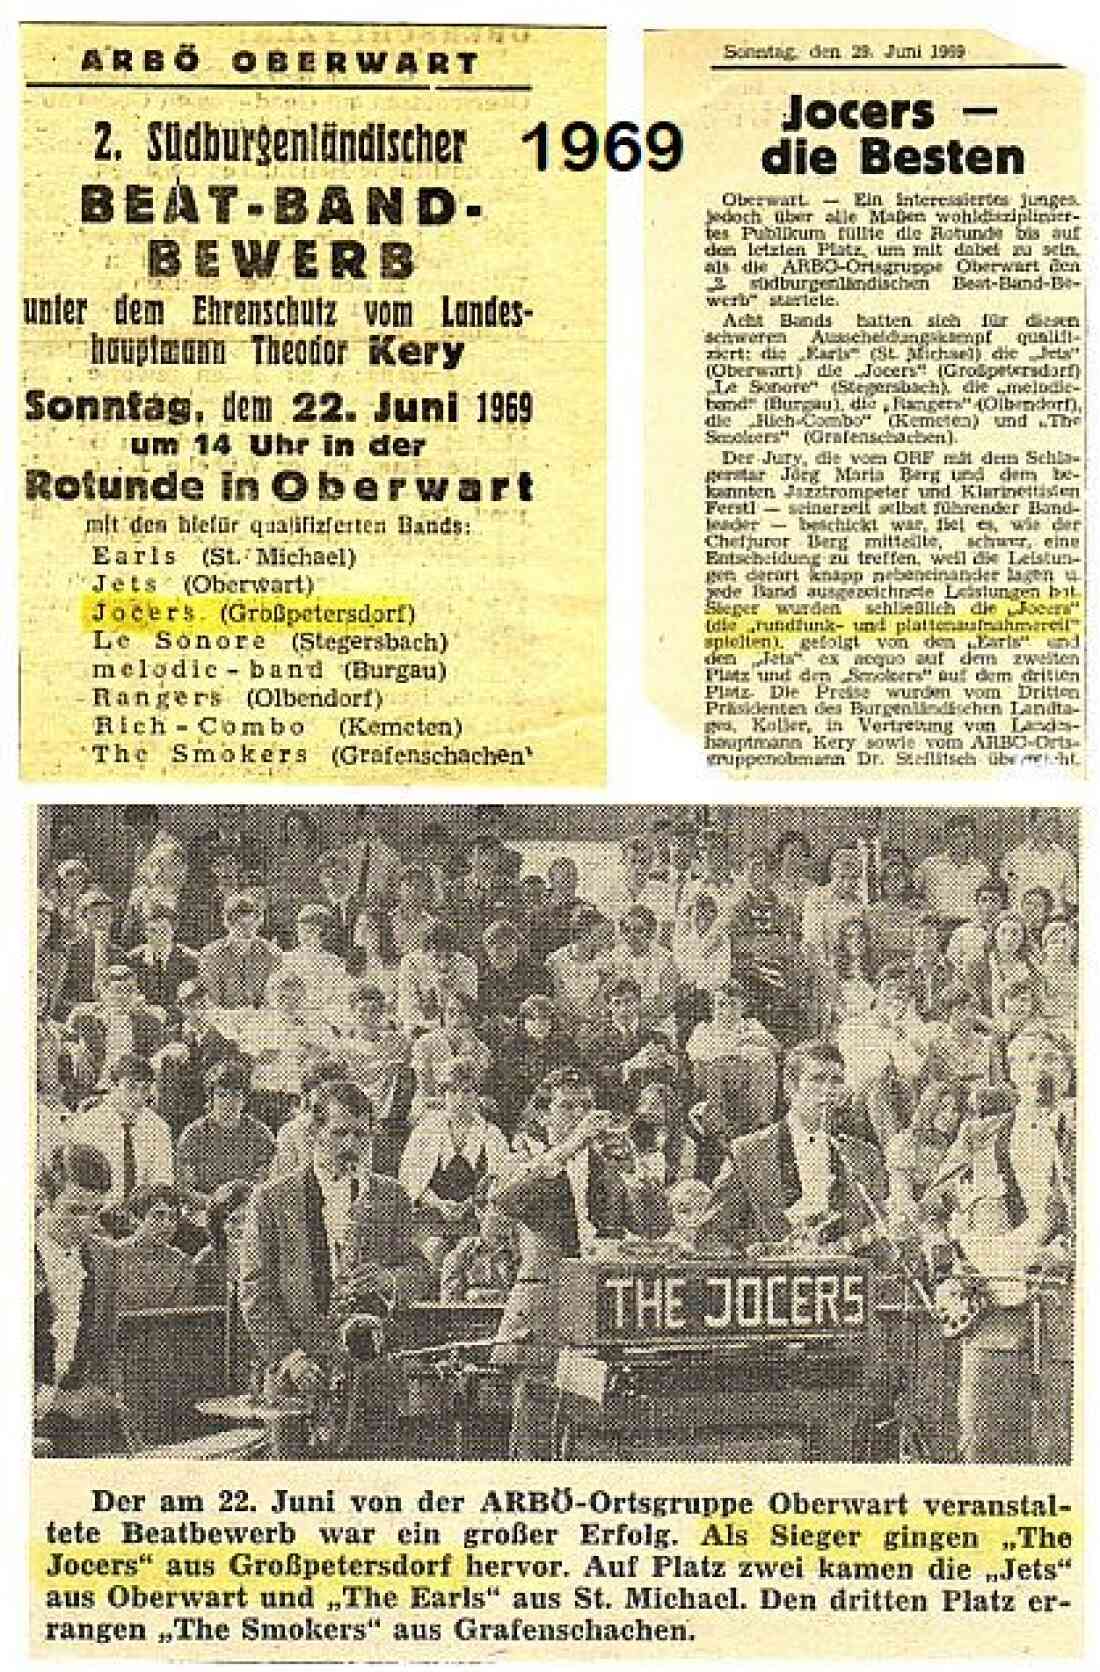 ARBÖ OBERWART
2. Südburgenländischer
BEAT-BAND-
BEWERB
unter dem Ehrenschutz vom Landes-
hauptmann Theodor Kery
Sonntag, dem 22. Juni 1969
um 14 Uhr in der
Rotunde in Oberwart
mit den hiefür qualifizierten Bands:
Earls (St. Michael)
Jets (Oberwart)
Jocers (Großpetersdorf)
Le Sonore (Stegersbach)
melodic-band (Burgau)
Rangers (Olbendorf)
Rich-Combo (Kemeten)
The Smokers (Grafenschachen)
1969
Sonntag, den 29. Juni 1969
Jocers —
die Besten
Oberwart. — Ein interessiertes junges,
jedoch über alle Maßen wohldisziplinier-
tes Publikum füllte die Rotunde bis auf
den letzten Platz, um mit dabei zu sein,
als die ARBÖ-Ortsgruppe Oberwart den
„2. südburgenländischen Beat-Band-Be-
werb“ startete.
Acht Bands hatten sich für diesen
schweren Ausscheidungskampf qualifi-
ziert: die „Earls“ (St. Michael) die „Jets“
(Oberwart) die „Jocers“ (Großpetersdorf)
„Le Sonore“ (Stegersbach), die „melodic-
band“ (Burgau), die „Rangers“ (Olbendorf),
die „Rich-Combo“ (Kemeten) und „The
Smokers“ (Grafenschachen).
Der Jury, die vom ORF mit dem Schla-
gerstar Jörg Maria Berg und dem be-
kannten Jazztrompeter und Klarinettisten
Ferstl — seinerzeit selbst führender Band-
leader — beschickt war, fiel es, wie der
Chefjuror Berg mitteilte, schwer, eine
Entscheidung zu treffen, weil die Leistun-
gen derart knapp nebeneinander lagen u.
jede Band ausgezeichnete Leistungen bot.
Sieger wurden schließlich die „Jocers“
(die „rundfunk- und plattenaufnahmereif“
spielten), gefolgt von den „Earls“ und
den „Jets“ ex aequo auf dem zweiten
Platz und den „Smokers“ auf dem dritten
Platz. Die Preise wurden vom Dritten
Präsidenten des Burgenländischen Landta-
ges, Koller, in Vertretung von Landes-
hauptmann Kery sowie vom ARBÖ-Orts-
gruppenobmann Dr. Steflitsch überreicht.
THE JOCERS
Der am 22. Juni von der ARBÖ-Ortsgruppe Oberwart veranstal-
tete Beatbewerb war ein großer Erfolg. Als Sieger gingen „The
Jocers“ aus Großpetersdorf hervor. Auf Platz zwei kamen die „Jets“
aus Oberwart und „The Earls“ aus St. Michael. Den dritten Platz er-
rangen „The Smokers“ aus Grafenschachen.